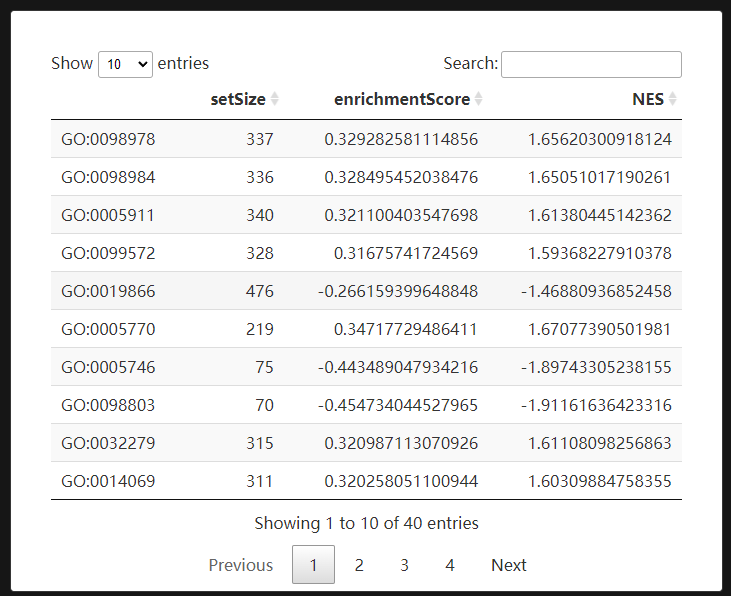 Show 10 entries Search:
setSize enrichmentScore NES
GO:0098978 337 0.329282581114856 1.65620300918124
GO:0098984 336 0.328495452038476 1.65051017190261
GO:0005911 340 0.321100403547698 1.61380445142362
GO:0099572 328 0.31675741724569 1.59368227910378
GO:0019866 476 -0.266159399648848 -1.46880936852458
GO:0005770 219 0.34717729486411 1.67077390501981
GO:0005746 75 -0.443489047934216 -1.89743305238155
GO:0098803 70 -0.454734044527965 -1.91161636423316
GO:0032279 315 0.320987113070926 1.61108098256863
GO:0014069 311 0.320258051100944 1.60309884758355
Showing 1 to 10 of 40 entries
Previous 1 2 3 4 Next